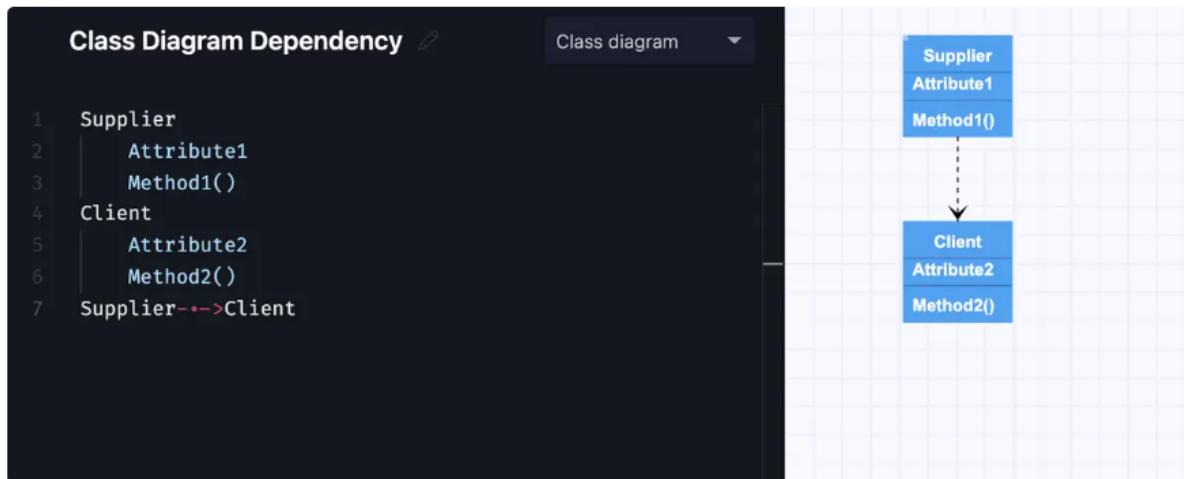 Class Diagram Dependency
Class diagram
1 Supplier
2 Attribute1
3 Method1()
4 Client
5 Attribute2
6 Method2()
7 Supplier-•->Client
Supplier
Attribute1
Method1()
Client
Attribute2
Method2()